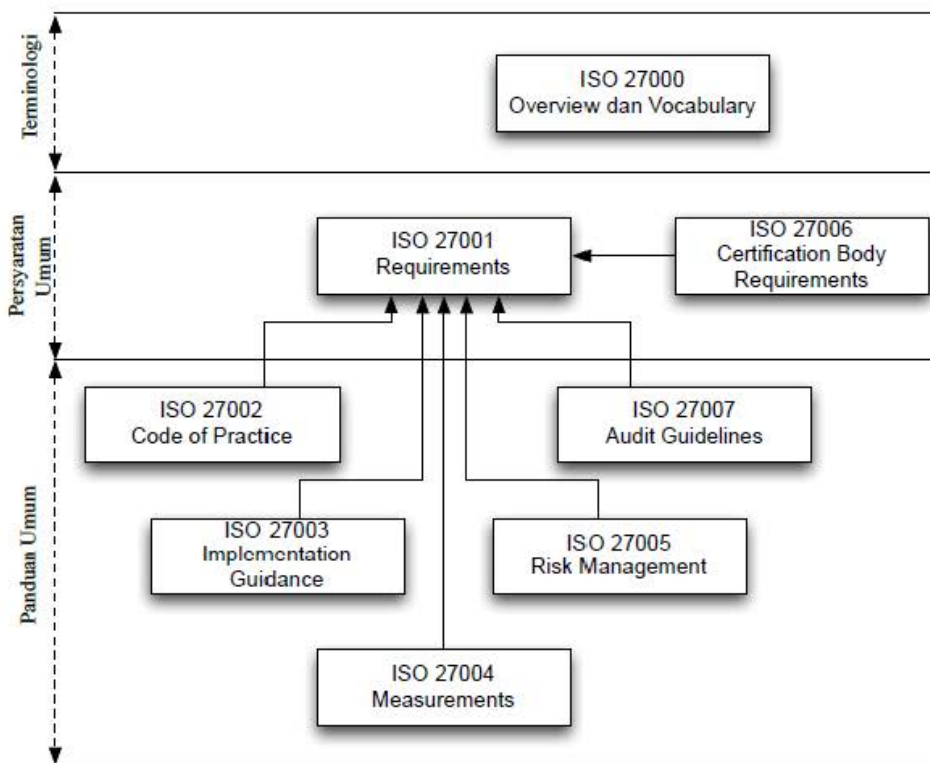 Terminologi
ISO 27000
Overview dan Vocabulary
Persyaratan
Umum
ISO 27001
Requirements
ISO 27006
Certification Body
Requirements
Panduan Umum
ISO 27002
Code of Practice
ISO 27007
Audit Guidelines
ISO 27003
Implementation
Guidance
ISO 27005
Risk Management
ISO 27004
Measurements